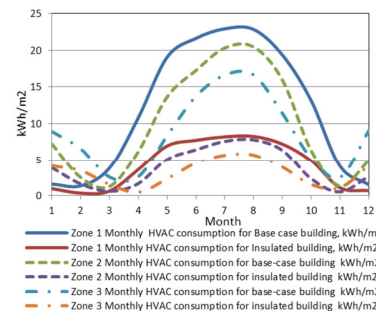 25
20
15
10
5
0
kWh/m2
1 2 3 4 5 6 7 8 9 10 11 12
Month
Zone 1 Monthly HVAC consumption for Base case building, kWh/m
Zone 1 Monthly HVAC consumption for Insulated building, kWh/m2
Zone 2 Monthly HVAC consumption for base-case building kWh/m2
Zone 2 Monthly HVAC consumption for insulated building kWh/m2
Zone 3 Monthly HVAC consumption for base-case building kWh/m2
Zone 3 Monthly HVAC consumption for insulated building kWh/m2